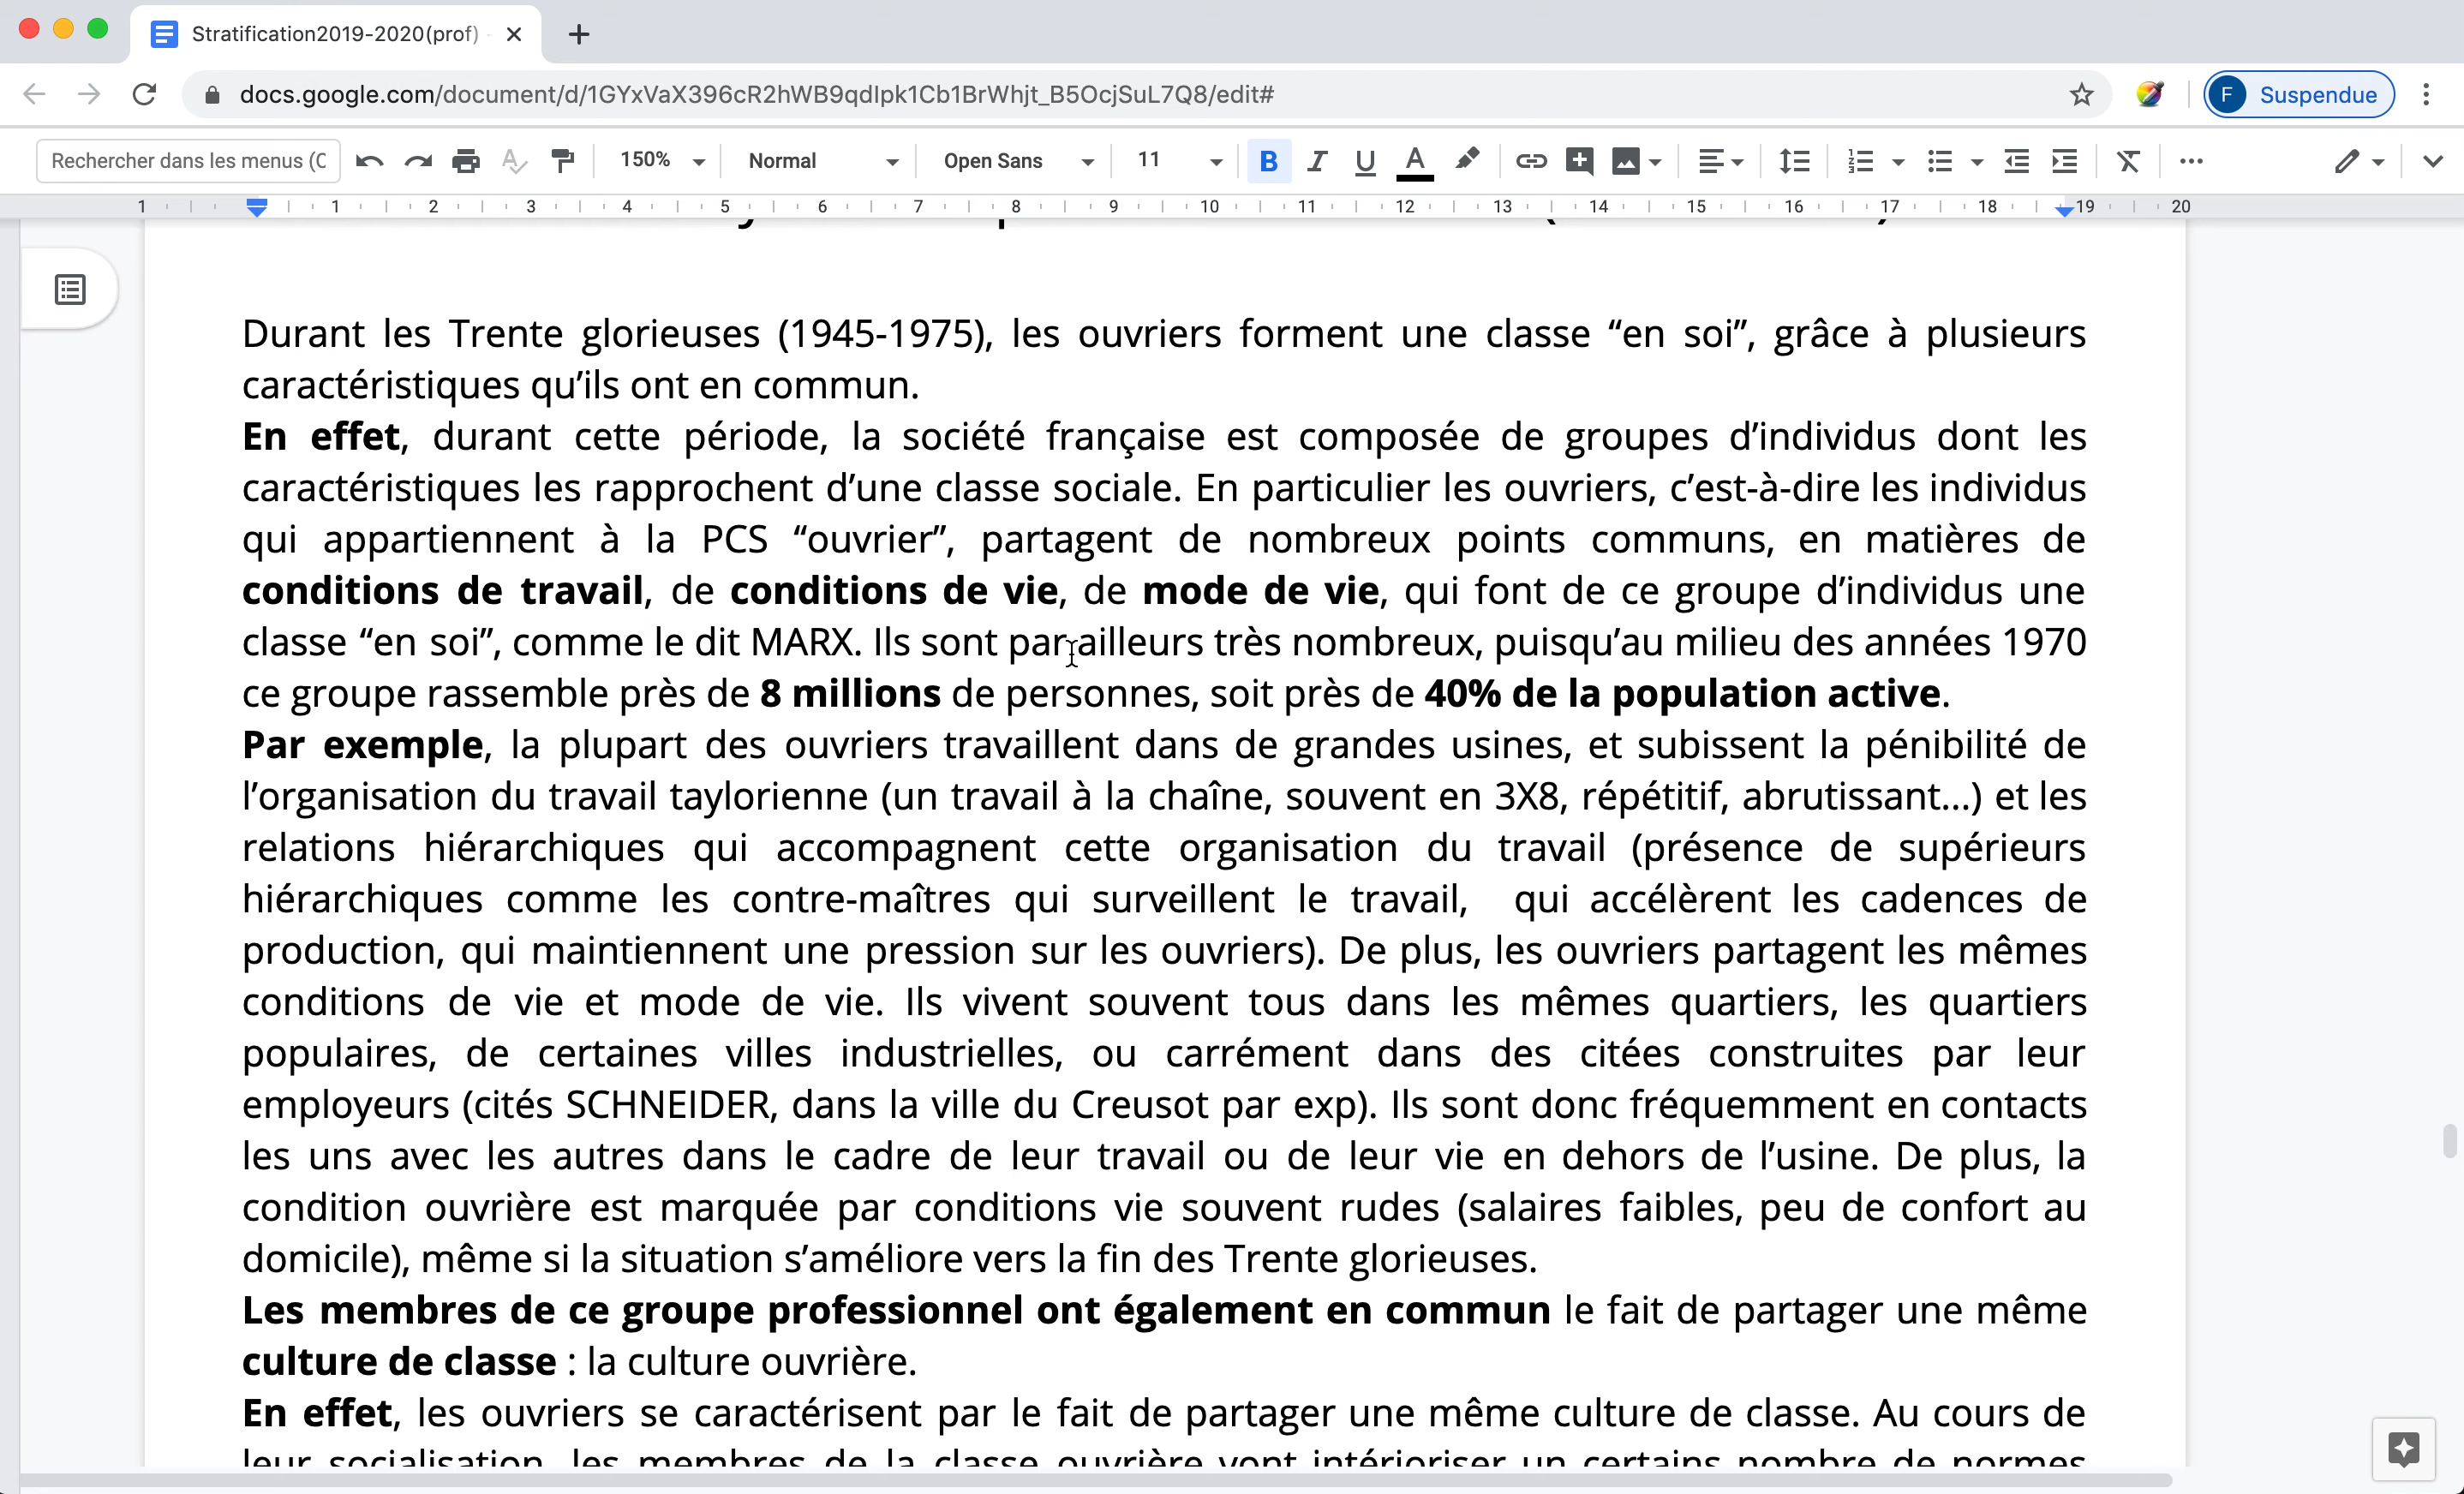 Stratification2019-2020(prof)
docs.google.com/document/d/1GYxVaX396cR2hWB9qdIpk1Cb1BrWhjt_B5OcjSuL7Q8/edit#
F Suspendue
Rechercher dans les menus (
150% Normal Open Sans 11 B I U A
1 1 2 3 4 5 6 7 8 9 10 11 12 13 14 15 16 17 18 19 20
Durant les Trente glorieuses (1945-1975), les ouvriers forment une classe “en soi”, grâce à plusieurs
caractéristiques qu’ils ont en commun.
En effet, durant cette période, la société française est composée de groupes d’individus dont les
caractéristiques les rapprochent d’une classe sociale. En particulier les ouvriers, c’est-à-dire les individus
qui appartiennent à la PCS “ouvrier”, partagent de nombreux points communs, en matières de
conditions de travail, de conditions de vie, de mode de vie, qui font de ce groupe d’individus une
classe “en soi”, comme le dit MARX. Ils sont par ailleurs très nombreux, puisqu’au milieu des années 1970
ce groupe rassemble près de 8 millions de personnes, soit près de 40% de la population active.
Par exemple, la plupart des ouvriers travaillent dans de grandes usines, et subissent la pénibilité de
l’organisation du travail taylorienne (un travail à la chaîne, souvent en 3X8, répétitif, abrutissant...) et les
relations hiérarchiques qui accompagnent cette organisation du travail (présence de supérieurs
hiérarchiques comme les contre-maîtres qui surveillent le travail, qui accélèrent les cadences de
production, qui maintiennent une pression sur les ouvriers). De plus, les ouvriers partagent les mêmes
conditions de vie et mode de vie. Ils vivent souvent tous dans les mêmes quartiers, les quartiers
populaires, de certaines villes industrielles, ou carrément dans des citées construites par leur
employeurs (cités SCHNEIDER, dans la ville du Creusot par exp). Ils sont donc fréquemment en contacts
les uns avec les autres dans le cadre de leur travail ou de leur vie en dehors de l’usine. De plus, la
condition ouvrière est marquée par conditions vie souvent rudes (salaires faibles, peu de confort au
domicile), même si la situation s’améliore vers la fin des Trente glorieuses.
Les membres de ce groupe professionnel ont également en commun le fait de partager une même
culture de classe : la culture ouvrière.
En effet, les ouvriers se caractérisent par le fait de partager une même culture de classe. Au cours de
leur socialisation, les membres de la classe ouvrière vont intérioriser un certains nombre de normes